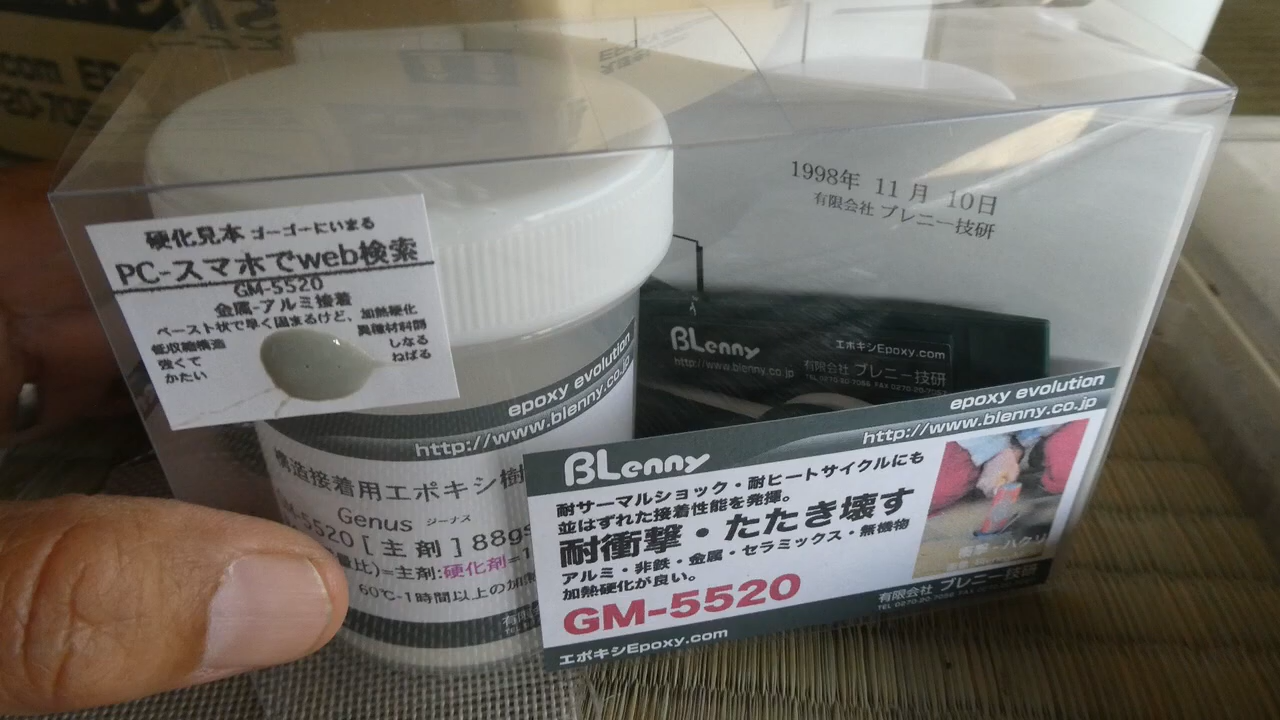 1998年 11月 10日
有限会社 ブレニー技研
硬化見本 ゴーゴーにいまる
PC-スマホでweb検索
GM-5520
金属-アルミ接着
ペースト状で早く固まるけど、加熱硬化
異種材料間
低収縮構造
しなる
強くて
ねばる
かたい
BLenny
エポキシEpoxy.com
http://www.blenny.co.jp
有限会社 ブレニー技研
epoxy evolution
http://www.blenny.co.jp
構造接着用エポキシ樹
Genus ジーナス
5520 [主剤] 88gs
量比)=主剤:硬化剤=1
60℃-1時間以上の加
epoxy evolution
http://www.blenny.co.jp
BLenny
耐サーマルショック・耐ヒートサイクルにも
並はずれた接着性能を発揮。
耐衝撃・たたき壊す
アルミ・非鉄・金属・セラミックス・無機物
加熱硬化が良い。
GM-5520
有限会社 ブレニー技研
エポキシEpoxy.com